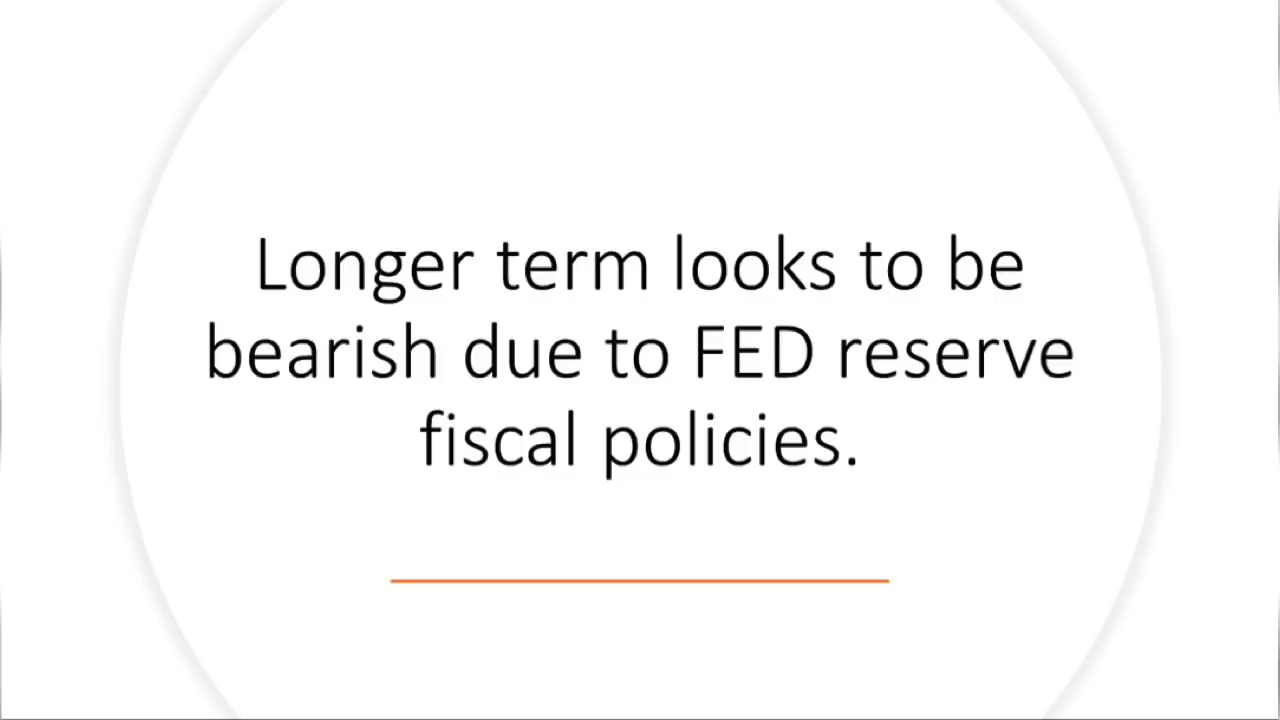 Longer term looks to be
bearish due to FED reserve
fiscal policies.